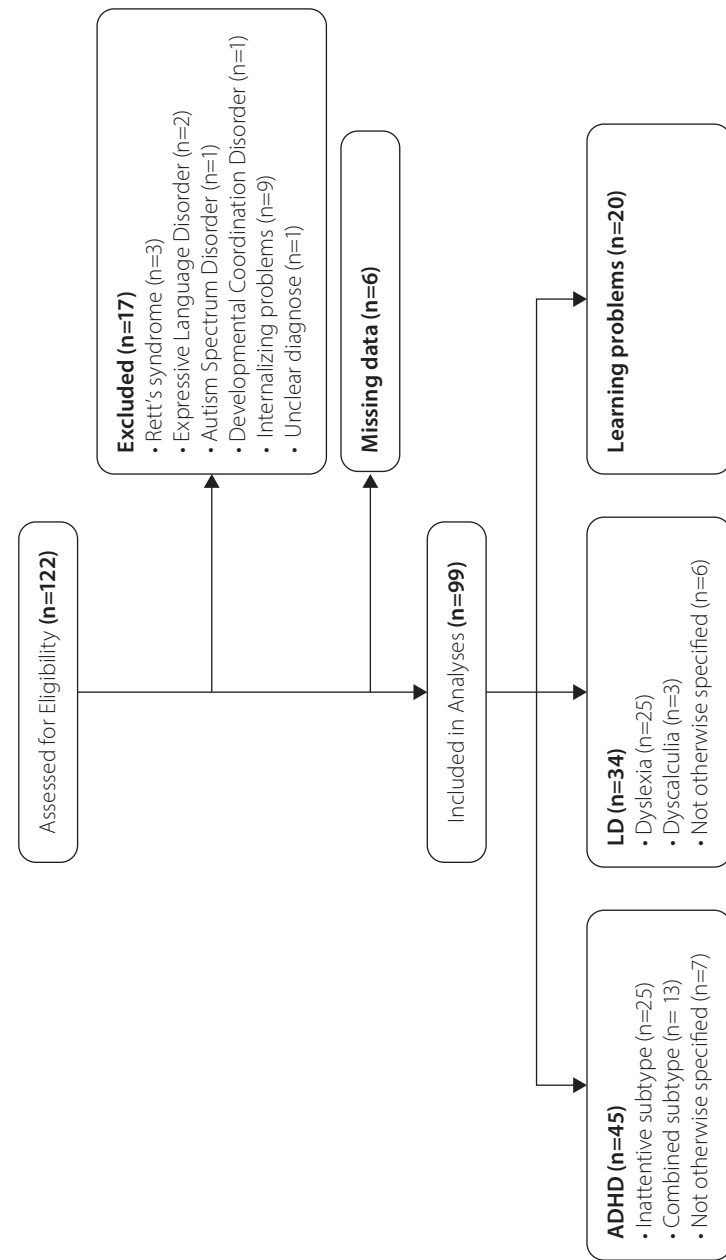 Assessed for Eligibility (n=122)
Excluded (n=17)
• Rett's syndrome (n=3)
• Expressive Language Disorder (n=2)
• Autism Spectrum Disorder (n=1)
• Developmental Coordination Disorder (n=1)
• Internalizing problems (n=9)
• Unclear diagnose (n=1)
Missing data (n=6)
Included in Analyses (n=99)
ADHD (n=45)
• Inattentive subtype (n=25)
• Combined subtype (n= 13)
• Not otherwise specified (n=7)
LD (n=34)
• Dyslexia (n=25)
• Dyscalculia (n=3)
• Not otherwise specified (n=6)
Learning problems (n=20)